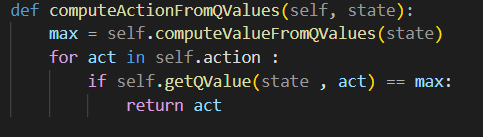 def computeActionFromQValues(self, state):
max = self.computeValueFromQValues(state)
for act in self.action :
if self.getQValue(state , act) == max:
return act